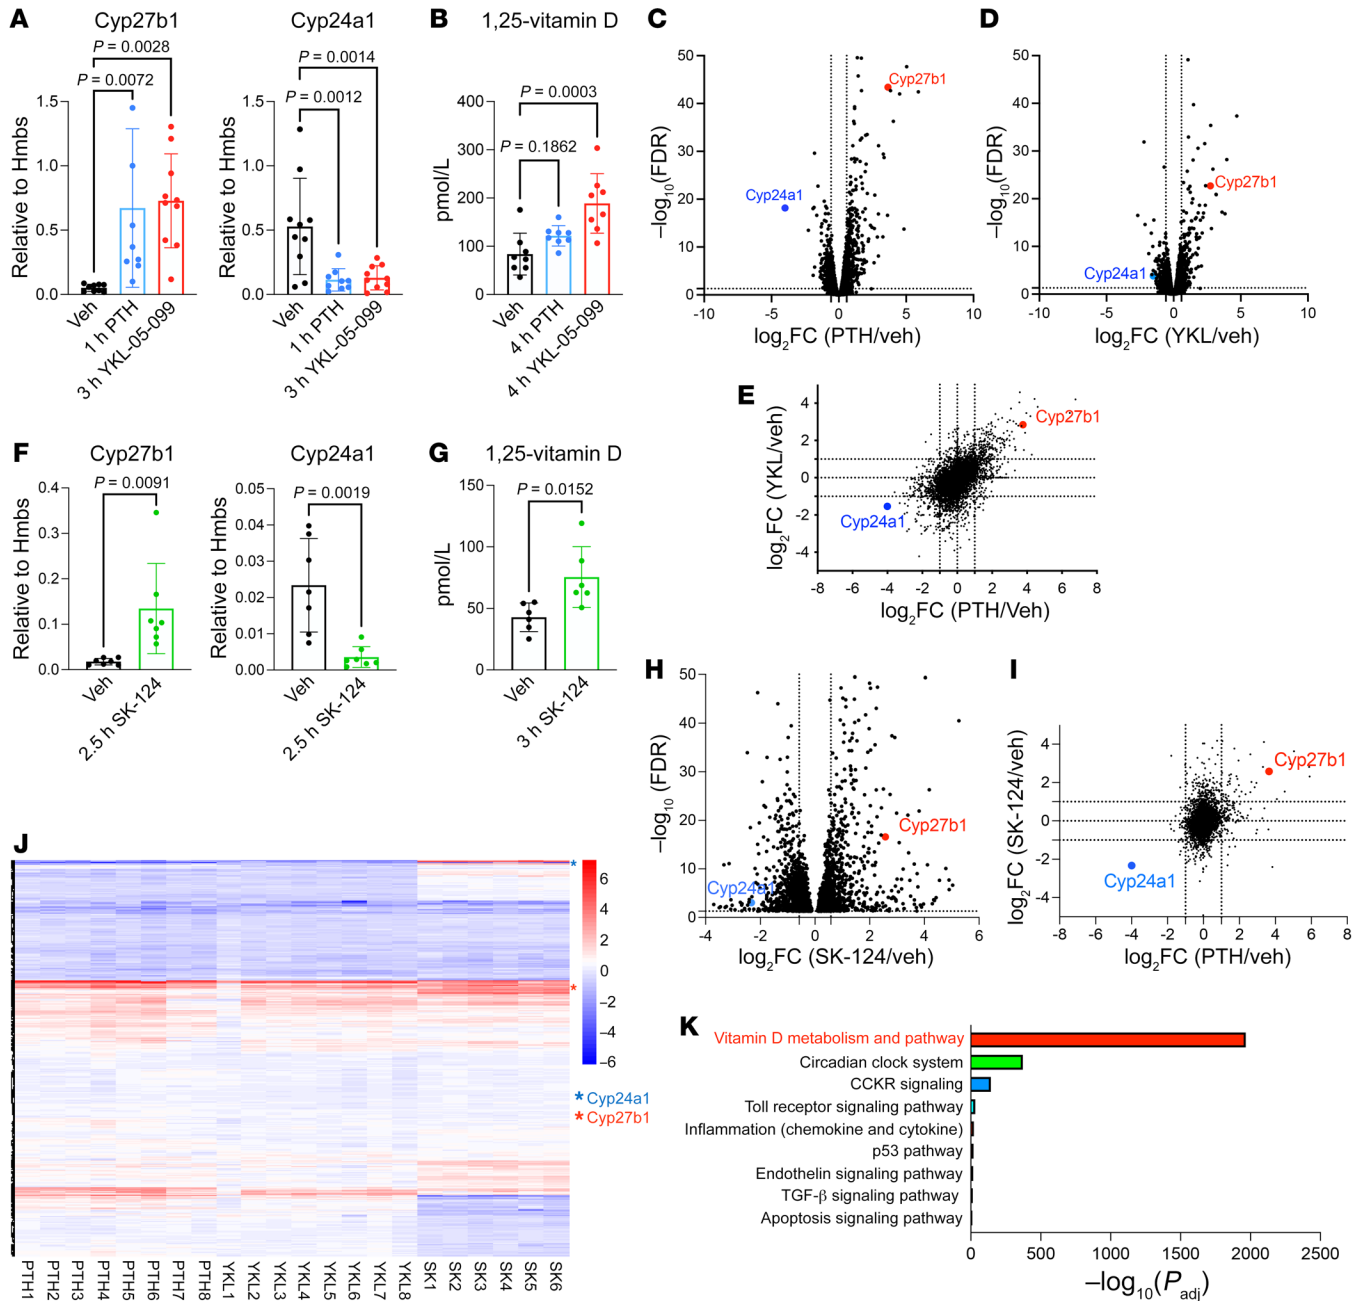 A
Cyp27b1
P = 0.0028
P = 0.0072
Relative to Hmbs
1.5
1.0
0.5
0.0
Veh
1 h PTH
3 h YKL-05-099
Cyp24a1
P = 0.0014
P = 0.0012
Relative to Hmbs
1.5
1.0
0.5
0.0
Veh
1 h PTH
3 h YKL-05-099
B
1,25-vitamin D
P = 0.0003
P = 0.1862
pmol/L
400
300
200
100
0
Veh
4 h PTH
4 h YKL-05-099
C
–log10(FDR)
50
40
30
20
10
0
Cyp27b1
Cyp24a1
-10
-5
0
5
10
log2FC (PTH/veh)
D
–log10(FDR)
50
40
30
20
10
0
Cyp27b1
Cyp24a1
-10
-5
0
5
10
log2FC (YKL/veh)
E
log2FC (YKL/veh)
4
2
0
-2
-4
Cyp27b1
Cyp24a1
-8
-6
-4
-2
0
2
4
6
8
log2FC (PTH/Veh)
F
Cyp27b1
P = 0.0091
Relative to Hmbs
0.4
0.3
0.2
0.1
0.0
Veh
2.5 h SK-124
Cyp24a1
P = 0.0019
Relative to Hmbs
0.05
0.04
0.03
0.02
0.01
0.00
Veh
2.5 h SK-124
G
1,25-vitamin D
P = 0.0152
pmol/L
150
100
50
0
Veh
3 h SK-124
H
–log10 (FDR)
50
40
30
20
10
0
Cyp27b1
Cyp24a1
-4
-2
0
2
4
6
log2FC (SK-124/veh)
I
log2FC (SK-124/veh)
4
2
0
-2
-4
Cyp27b1
Cyp24a1
-8
-6
-4
-2
0
2
4
6
8
log2FC (PTH/veh)
J
*
*
6
4
2
0
–2
–4
–6
* Cyp24a1
* Cyp27b1
PTH1
PTH2
PTH3
PTH4
PTH5
PTH6
PTH7
PTH8
YKL1
YKL2
YKL3
YKL4
YKL5
YKL6
YKL7
YKL8
SK1
SK2
SK3
SK4
SK5
SK6
K
Vitamin D metabolism and pathway
Circadian clock system
CCKR signaling
Toll receptor signaling pathway
Inflammation (chemokine and cytokine)
p53 pathway
Endothelin signaling pathway
TGF-β signaling pathway
Apoptosis signaling pathway
0
500
1000
1500
2000
2500
–log10(Padj)